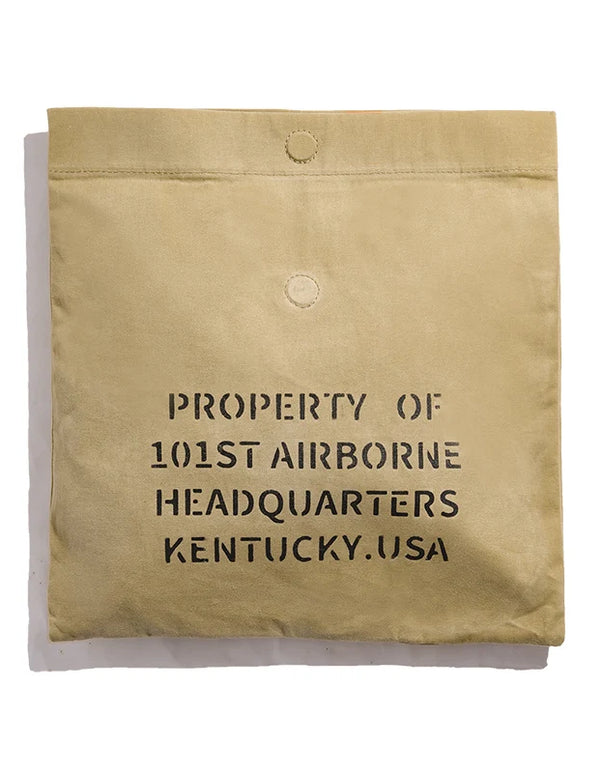 PROPERTY OF
101ST AIRBORNE
HEADQUARTERS
KENTUCKY.USA